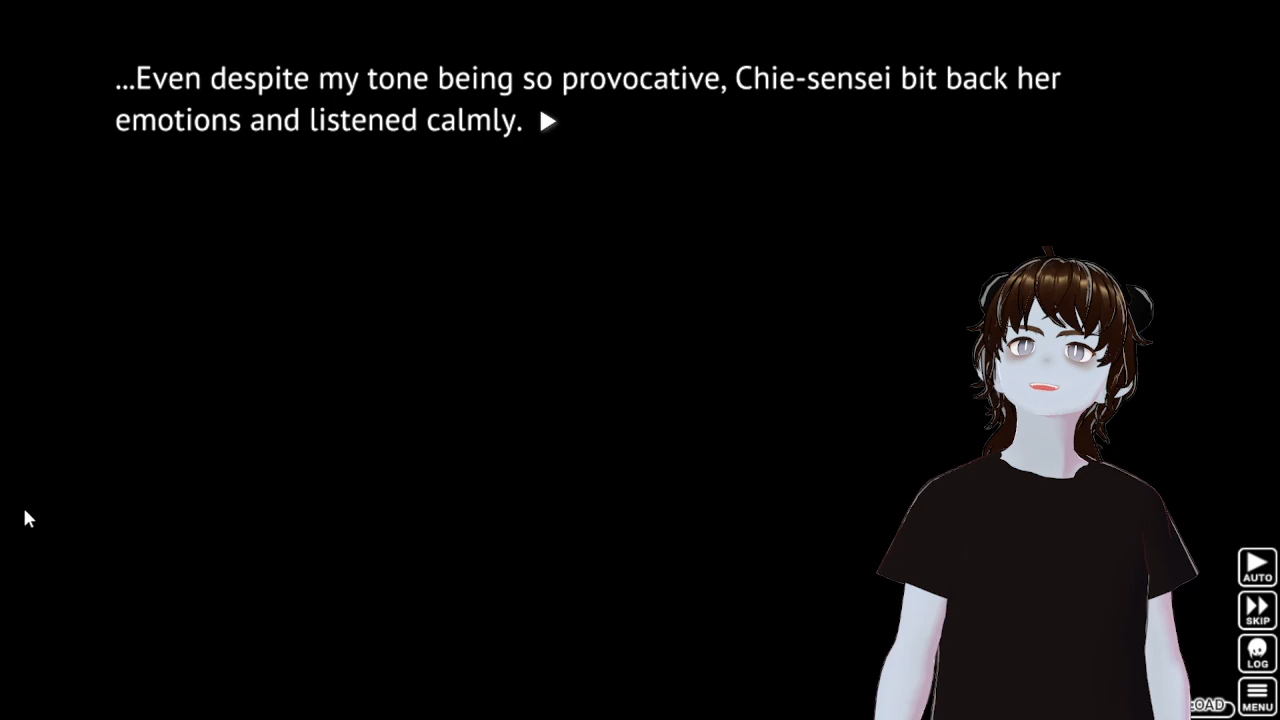 ...Even despite my tone being so provocative, Chie-sensei bit back her
emotions and listened calmly.
AUTO
SKIP
LOG
MENU